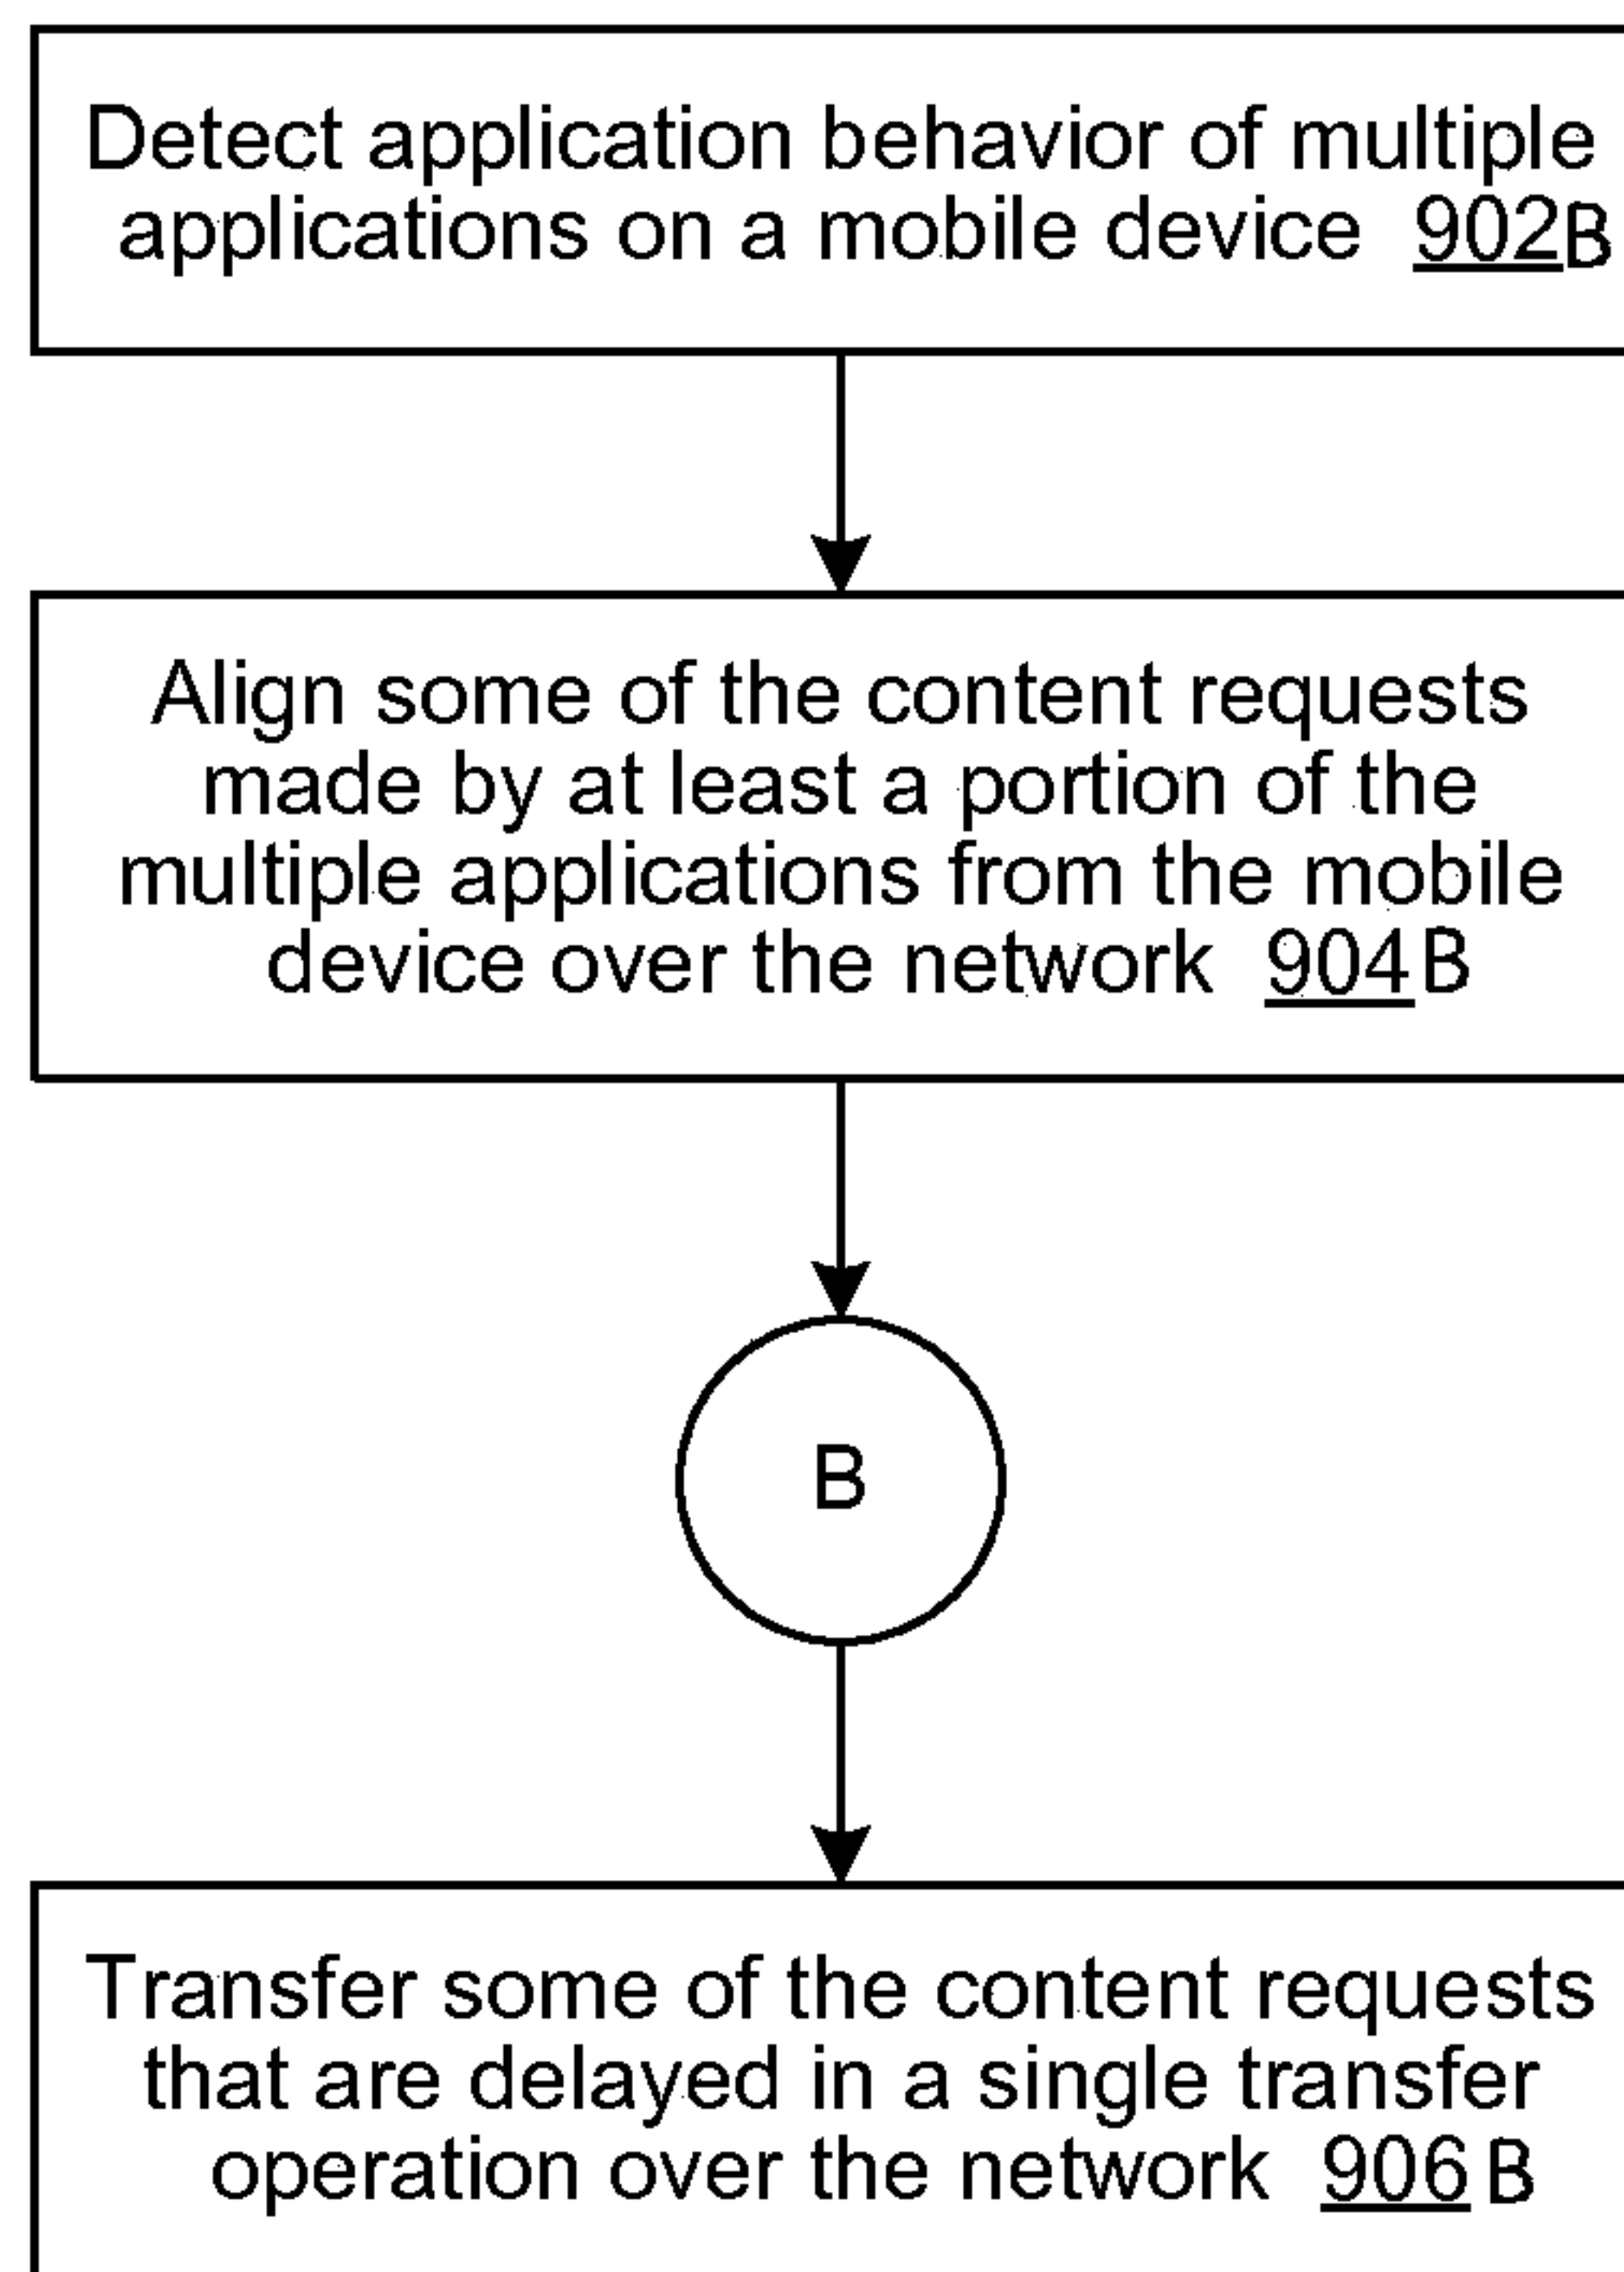 Detect application behavior of multiple
applications on a mobile device 902B
Align some of the content requests
made by at least a portion of the
multiple applications from the mobile
device over the network 904B
B
Transfer some of the content requests
that are delayed in a single transfer
operation over the network 906B